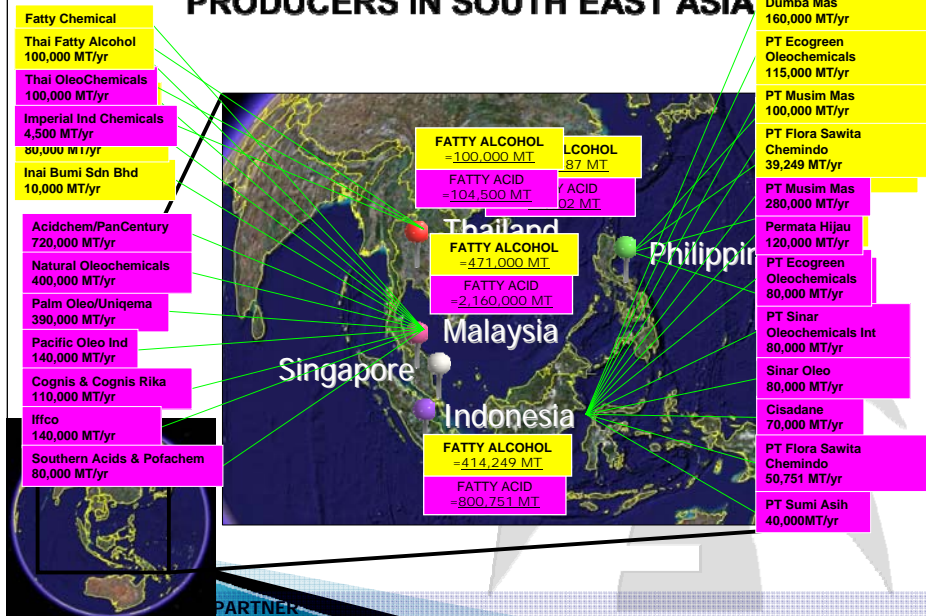 PRODUCERS IN SOUTH EAST ASIA
Fatty Chemical
Thai Fatty Alcohol
100,000 MT/yr
Thai OleoChemicals
100,000 MT/yr
Imperial Ind Chemicals
4,500 MT/yr
80,000 MT/yr
Inai Bumi Sdn Bhd
10,000 MT/yr
Acidchem/PanCentury
720,000 MT/yr
Natural Oleochemicals
400,000 MT/yr
Palm Oleo/Uniqema
390,000 MT/yr
Pacific Oleo Ind
140,000 MT/yr
Cognis & Cognis Rika
110,000 MT/yr
Iffco
140,000 MT/yr
Southern Acids & Pofachem
80,000 MT/yr
FATTY ALCOHOL
=100,000 MT
FATTY ACID
=104,500 MT
LCOHOL
87 MT
ACID
02 MT
Thailand
FATTY ALCOHOL
=471,000 MT
FATTY ACID
=2,160,000 MT
Philippin
Malaysia
Singapore
Indonesia
FATTY ALCOHOL
=414,249 MT
FATTY ACID
=800,751 MT
Dumba Mas
160,000 MT/yr
PT Ecogreen
Oleochemicals
115,000 MT/yr
PT Musim Mas
100,000 MT/yr
PT Flora Sawita
Chemindo
39,249 MT/yr
PT Musim Mas
280,000 MT/yr
Permata Hijau
120,000 MT/yr
PT Ecogreen
Oleochemicals
80,000 MT/yr
PT Sinar
Oleochemicals Int
80,000 MT/yr
Sinar Oleo
80,000 MT/yr
Cisadane
70,000 MT/yr
PT Flora Sawita
Chemindo
50,751 MT/yr
PT Sumi Asih
40,000MT/yr
PARTNER